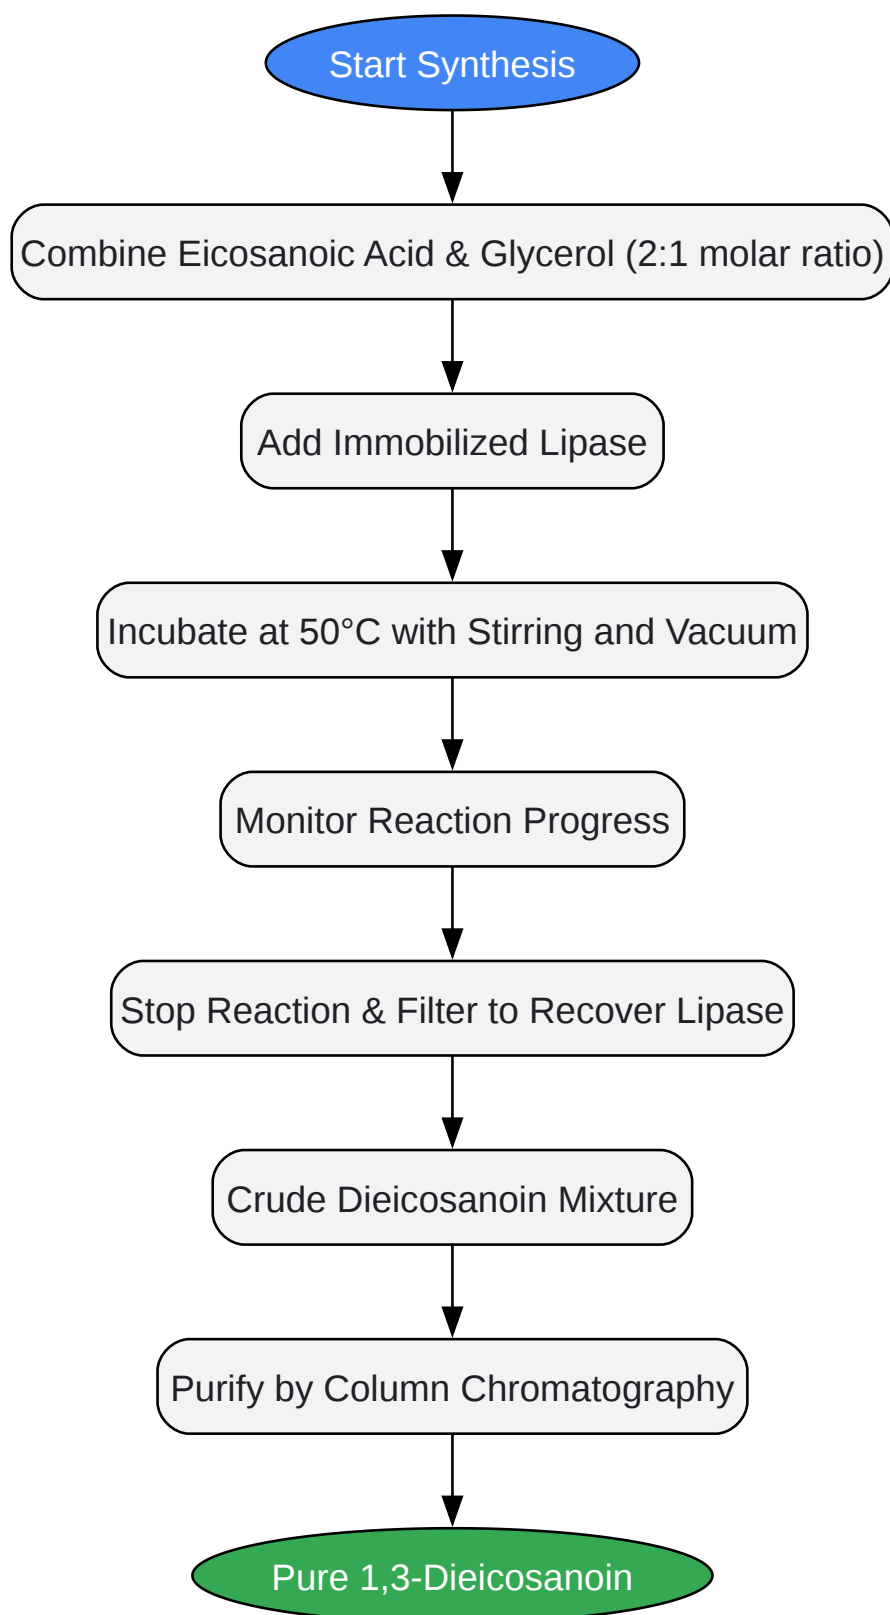 Start Synthesis
Combine Eicosanoic Acid & Glycerol (2:1 molar ratio)
Add Immobilized Lipase
Incubate at 50°C with Stirring and Vacuum
Monitor Reaction Progress
Stop Reaction & Filter to Recover Lipase
Crude Dieicosanoin Mixture
Purify by Column Chromatography
Pure 1,3-Dieicosanoin